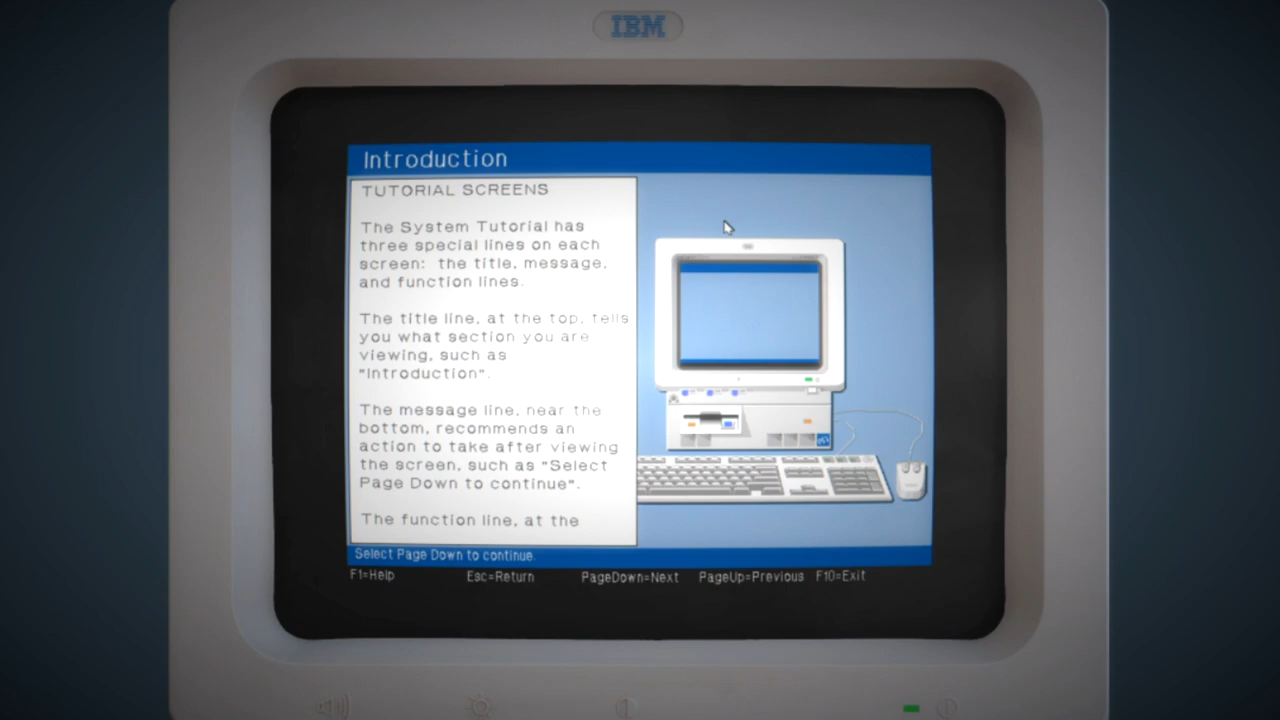 IBM
Introduction
TUTORIAL SCREENS
The System Tutorial has
three special lines on each
screen: the title, message,
and function lines.
The title line, at the top, tells
you what section you are
viewing, such as
"Introduction".
The message line, near the
bottom, recommends an
action to take after viewing
the screen, such as "Select
Page Down to continue".
The function line, at the
Select Page Down to continue.
F1=Help Esc=Return PageDown=Next PageUp=Previous F10=Exit